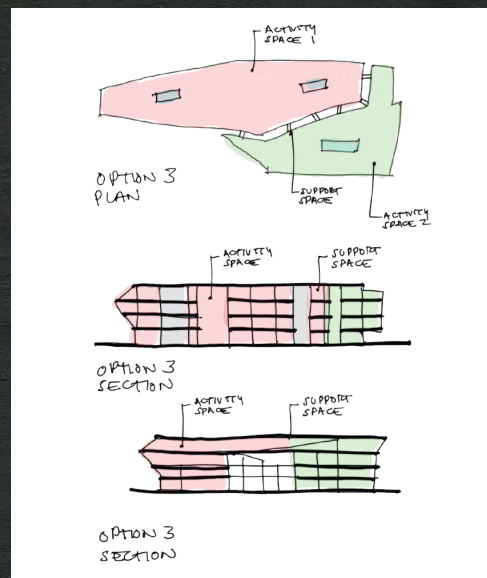 ACTIVITY
SPACE 1
OPTION 3
PLAN
SUPPORT
SPACE
ACTIVITY
SPACE 2
ACTIVITY
SPACE
SUPPORT
SPACE
OPTION 3
SECTION
ACTIVITY
SPACE
SUPPORT
SPACE
OPTION 3
SECTION